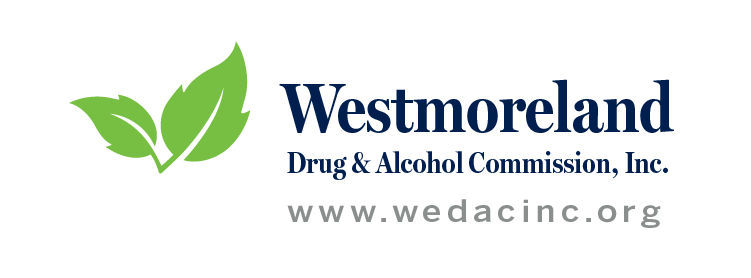 Westmoreland
Drug & Alcohol Commission, Inc.
www.wedacinc.org